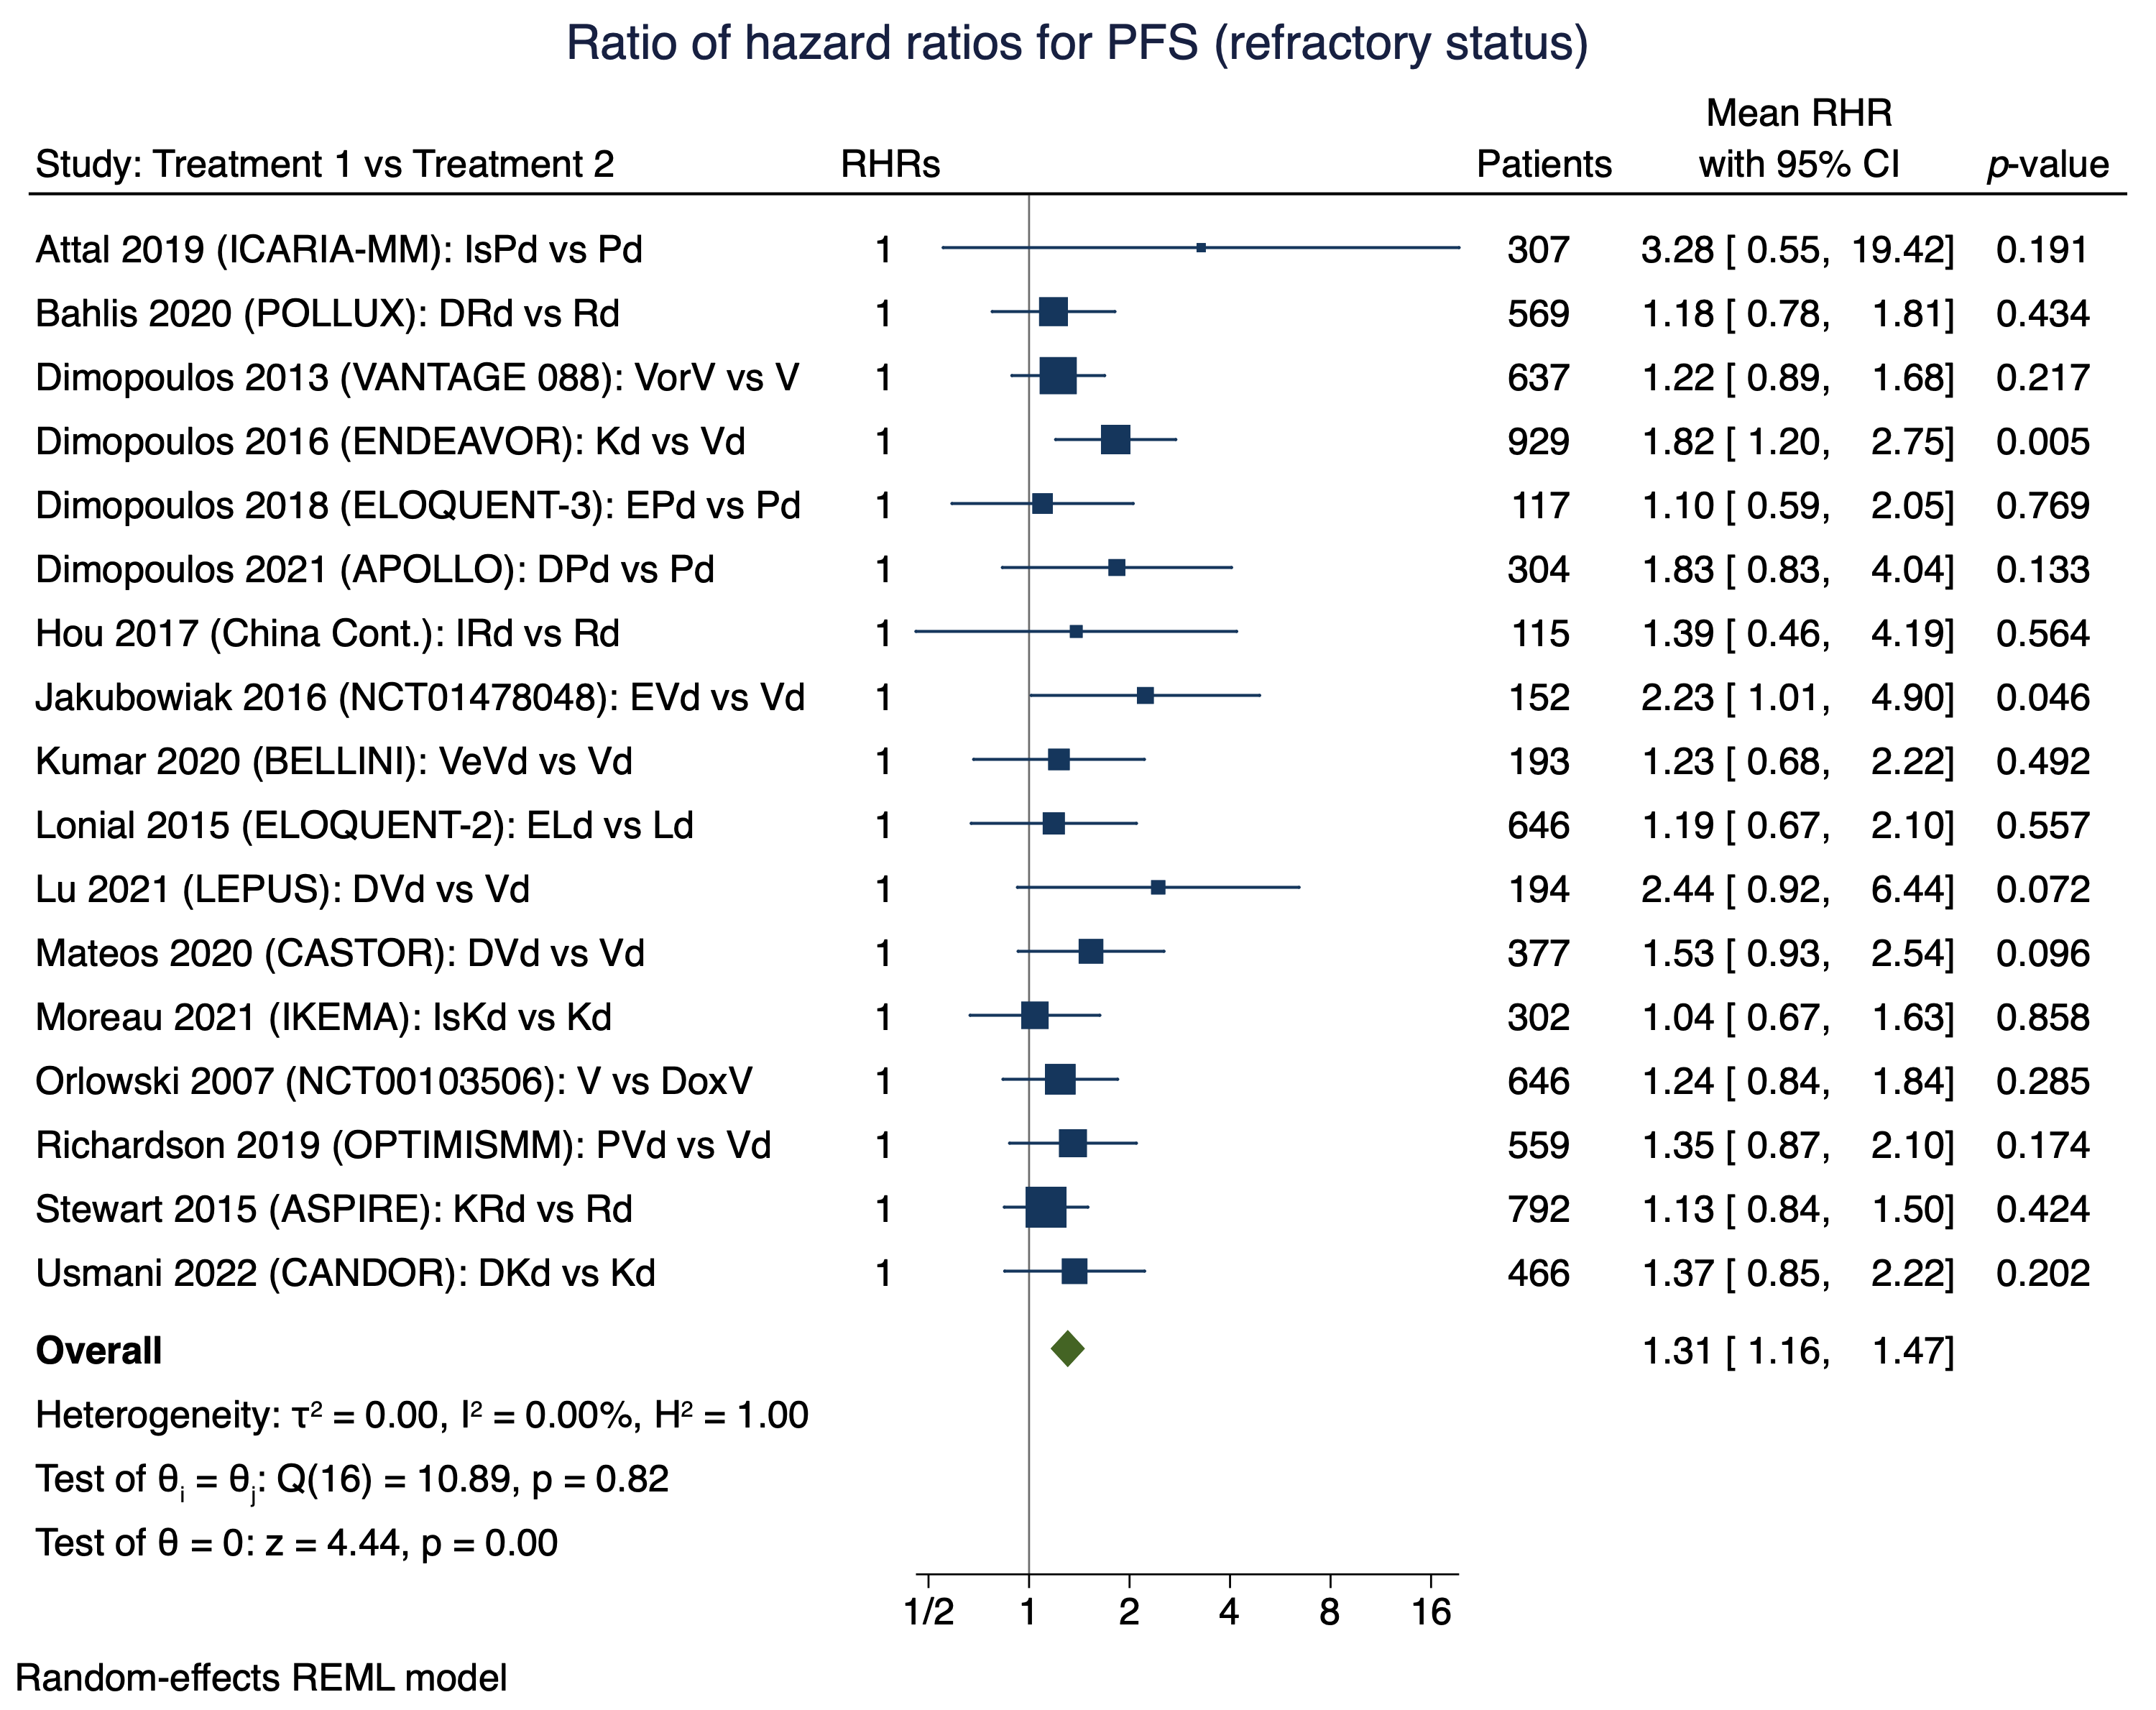 Ratio of hazard ratios for PFS (refractory status)
Mean RHR
Study: Treatment 1 vs Treatment 2 RHRs Patients with 95% CI p-value
Attal 2019 (ICARIA-MM): IsPd vs Pd 1 307 3.28 [ 0.55, 19.42] 0.191
Bahlis 2020 (POLLUX): DRd vs Rd 1 569 1.18 [ 0.78, 1.81] 0.434
Dimopoulos 2013 (VANTAGE 088): VorV vs V 1 637 1.22 [ 0.89, 1.68] 0.217
Dimopoulos 2016 (ENDEAVOR): Kd vs Vd 1 929 1.82 [ 1.20, 2.75] 0.005
Dimopoulos 2018 (ELOQUENT-3): EPd vs Pd 1 117 1.10 [ 0.59, 2.05] 0.769
Dimopoulos 2021 (APOLLO): DPd vs Pd 1 304 1.83 [ 0.83, 4.04] 0.133
Hou 2017 (China Cont.): IRd vs Rd 1 115 1.39 [ 0.46, 4.19] 0.564
Jakubowiak 2016 (NCT01478048): EVd vs Vd 1 152 2.23 [ 1.01, 4.90] 0.046
Kumar 2020 (BELLINI): VeVd vs Vd 1 193 1.23 [ 0.68, 2.22] 0.492
Lonial 2015 (ELOQUENT-2): ELd vs Ld 1 646 1.19 [ 0.67, 2.10] 0.557
Lu 2021 (LEPUS): DVd vs Vd 1 194 2.44 [ 0.92, 6.44] 0.072
Mateos 2020 (CASTOR): DVd vs Vd 1 377 1.53 [ 0.93, 2.54] 0.096
Moreau 2021 (IKEMA): IsKd vs Kd 1 302 1.04 [ 0.67, 1.63] 0.858
Orlowski 2007 (NCT00103506): V vs DoxV 1 646 1.24 [ 0.84, 1.84] 0.285
Richardson 2019 (OPTIMISMM): PVd vs Vd 1 559 1.35 [ 0.87, 2.10] 0.174
Stewart 2015 (ASPIRE): KRd vs Rd 1 792 1.13 [ 0.84, 1.50] 0.424
Usmani 2022 (CANDOR): DKd vs Kd 1 466 1.37 [ 0.85, 2.22] 0.202
Overall 1.31 [ 1.16, 1.47]
Heterogeneity: τ² = 0.00, I² = 0.00%, H² = 1.00
Test of θᵢ = θⱼ: Q(16) = 10.89, p = 0.82
Test of θ = 0: z = 4.44, p = 0.00
1/2 1 2 4 8 16
Random-effects REML model